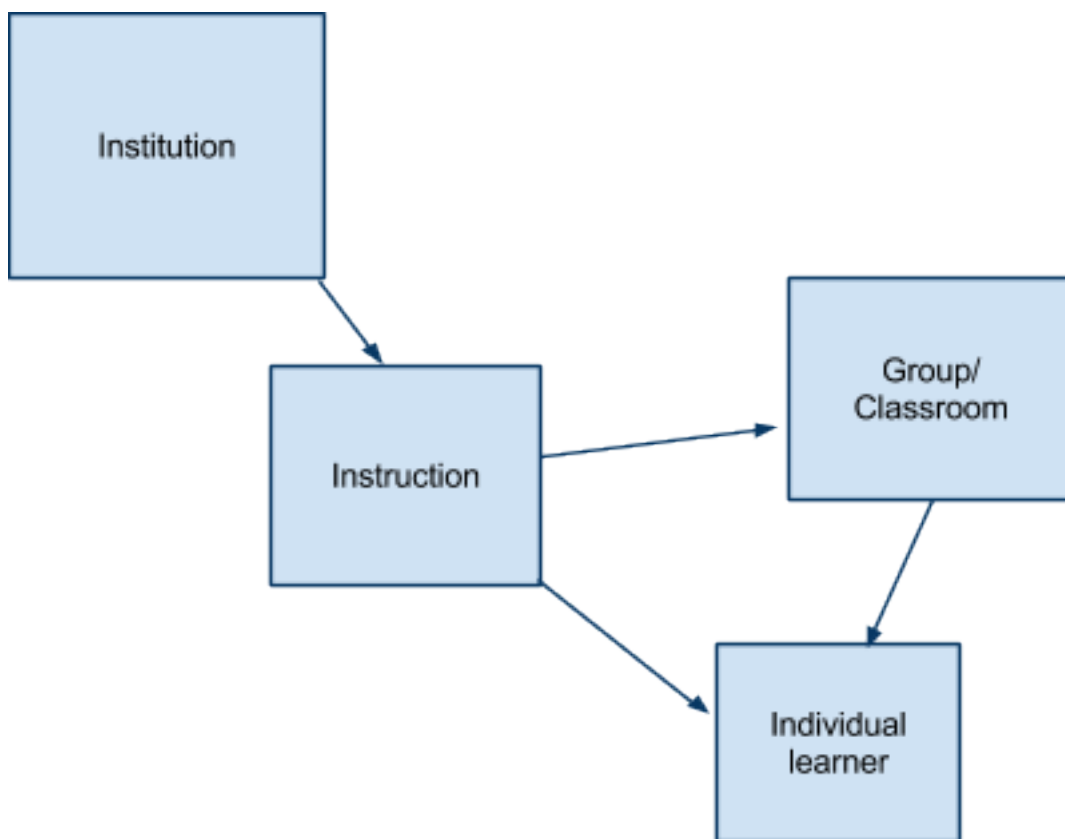 Institution
Group/
Classroom
Instruction
Individual
learner